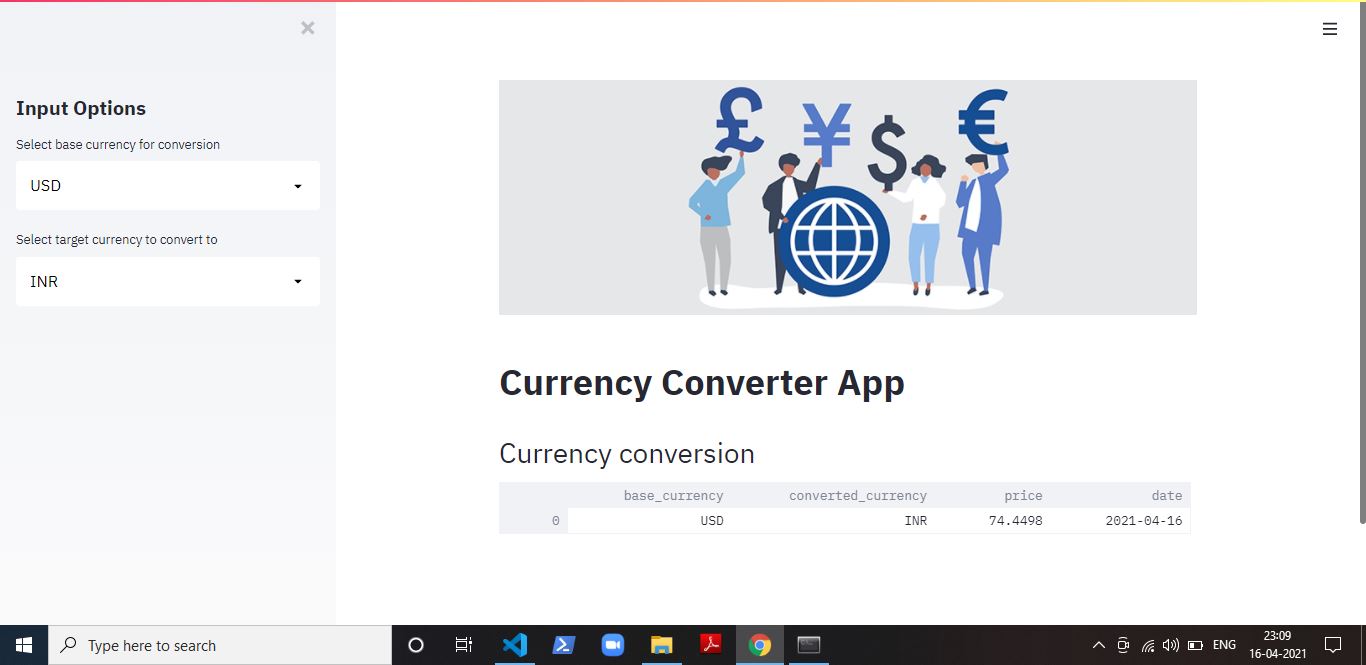 Input Options
Select base currency for conversion
USD
Select target currency to convert to
INR
£ ¥ $ €
Currency Converter App
Currency conversion
base_currency converted_currency price date
0 USD INR 74.4498 2021-04-16
Type here to search
ENG
23:09
16-04-2021